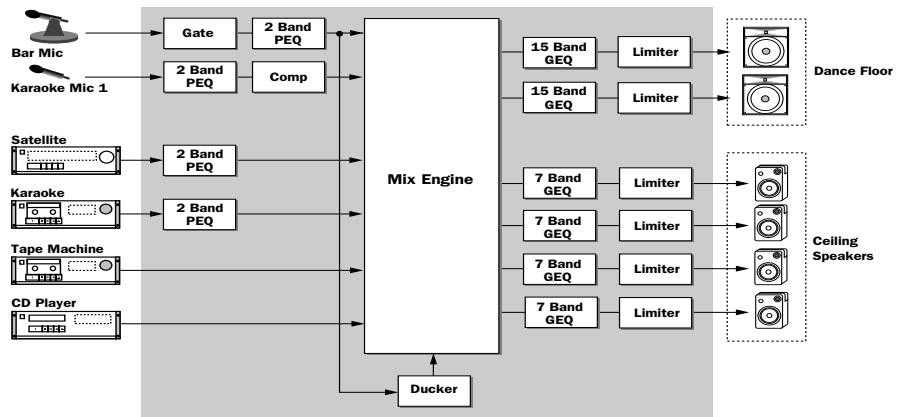 Bar Mic
Gate
2 Band
PEQ
Karaoke Mic 1
2 Band
PEQ
Comp
Satellite
2 Band
PEQ
Karaoke
2 Band
PEQ
Tape Machine
CD Player
Mix Engine
Ducker
15 Band
GEQ
Limiter
15 Band
GEQ
Limiter
Dance Floor
7 Band
GEQ
Limiter
7 Band
GEQ
Limiter
7 Band
GEQ
Limiter
7 Band
GEQ
Limiter
Ceiling
Speakers